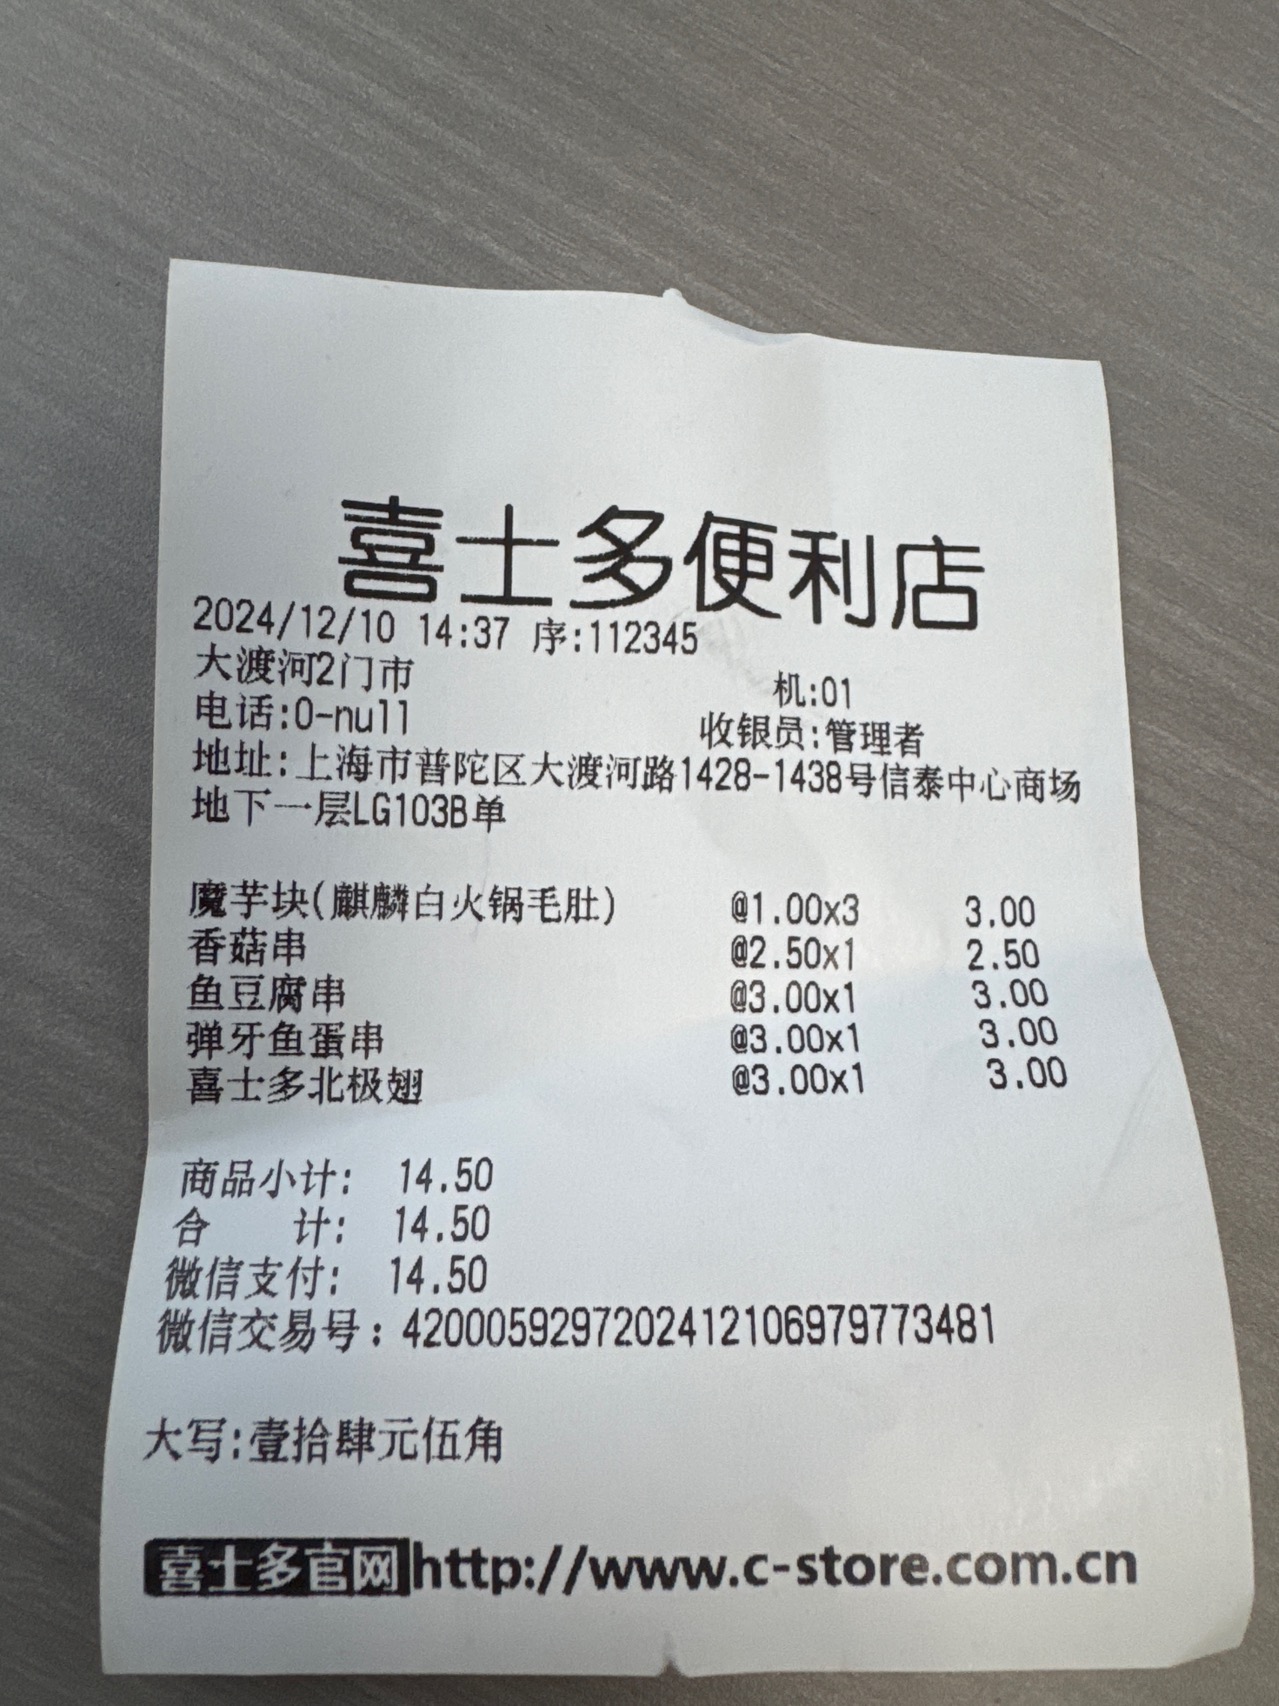 喜士多便利店
2024/12/10 14:37 序:112345
大渡河2门市 机:01
电话:0-null 收银员:管理者
地址:上海市普陀区大渡河路1428-1438号信泰中心商场
地下一层LG103B单
魔芋块(麒麟白火锅毛肚) @1.00x3 3.00
香菇串 @2.50x1 2.50
鱼豆腐串 @3.00x1 3.00
弹牙鱼蛋串 @3.00x1 3.00
喜士多北极翅 @3.00x1 3.00
商品小计: 14.50
合 计: 14.50
微信支付: 14.50
微信交易号: 4200059297202412106979773481
大写:壹拾肆元伍角
喜士多官网http://www.c-store.com.cn